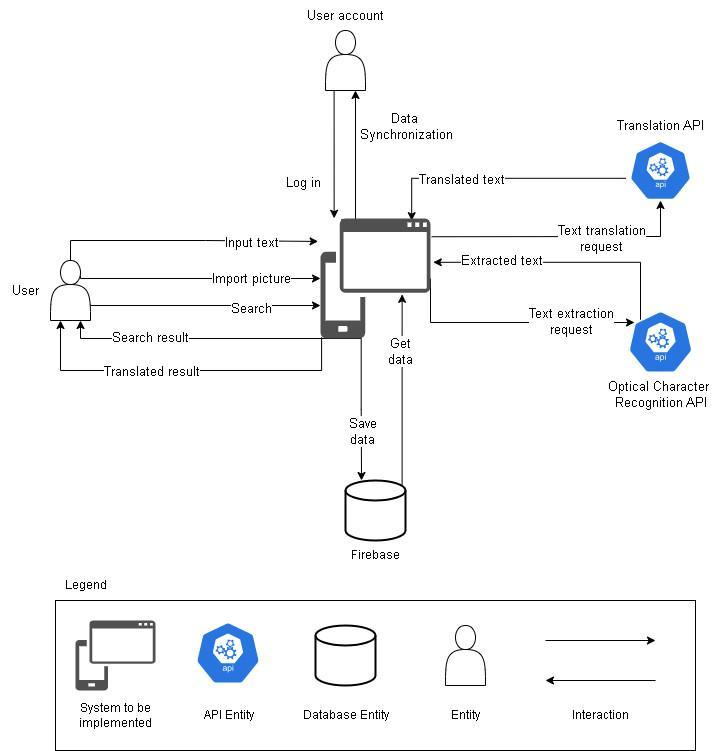 User account
Data
Synchronization
Log in
Translation API
api
Translated text
Text translation
request
Input text
Extracted text
User
Import picture
Search
Text extraction
request
api
Search result
Get
data
Translated result
Optical Character
Recognition API
Save
data
Firebase
Legend
api
System to be
implemented
API Entity
Database Entity
Entity
Interaction